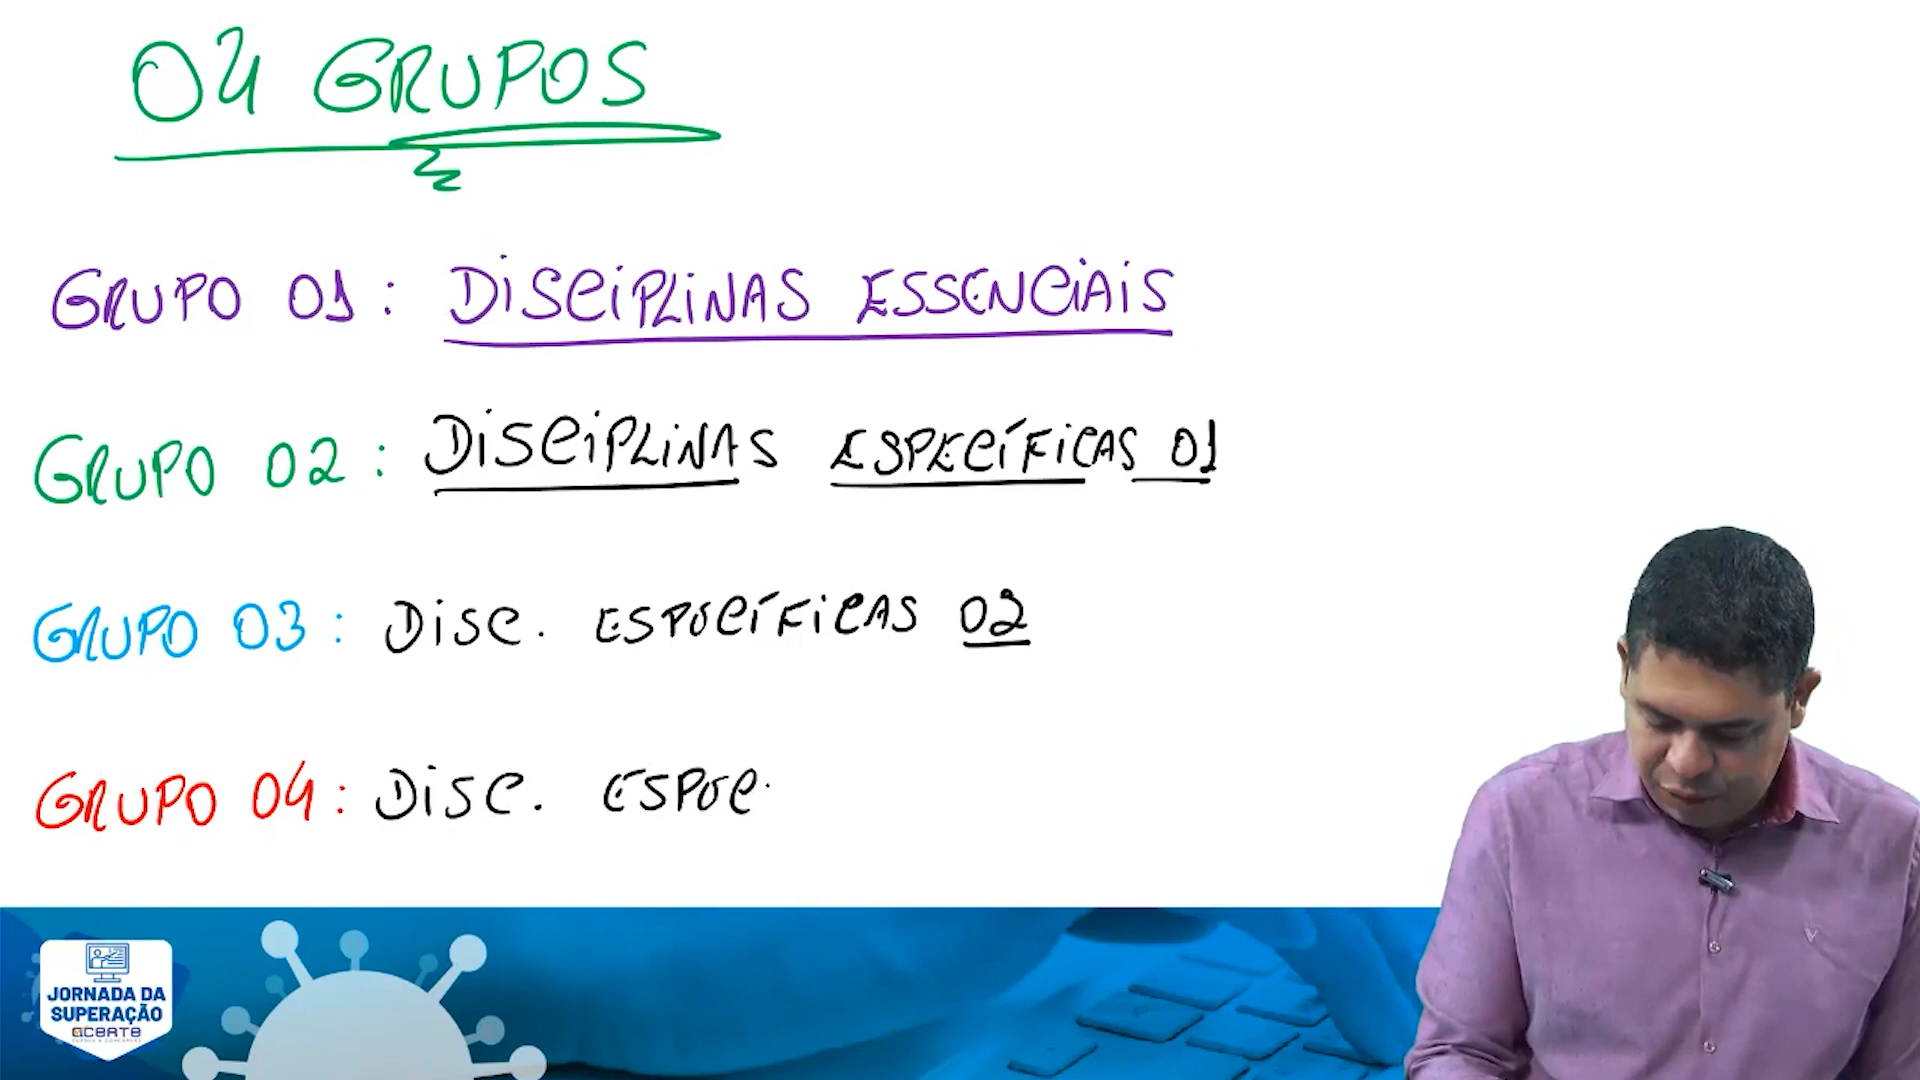 04 GRUPOS
GRUPO 01: DISCIPLINAS ESSENCIAIS
GRUPO 02: DISCIPLINAS ESPECÍFICAS 01
GRUPO 03: DISC. ESPECÍFICAS 02
GRUPO 04: DISC. ESPEC
JORNADA DA
SUPERAÇÃO